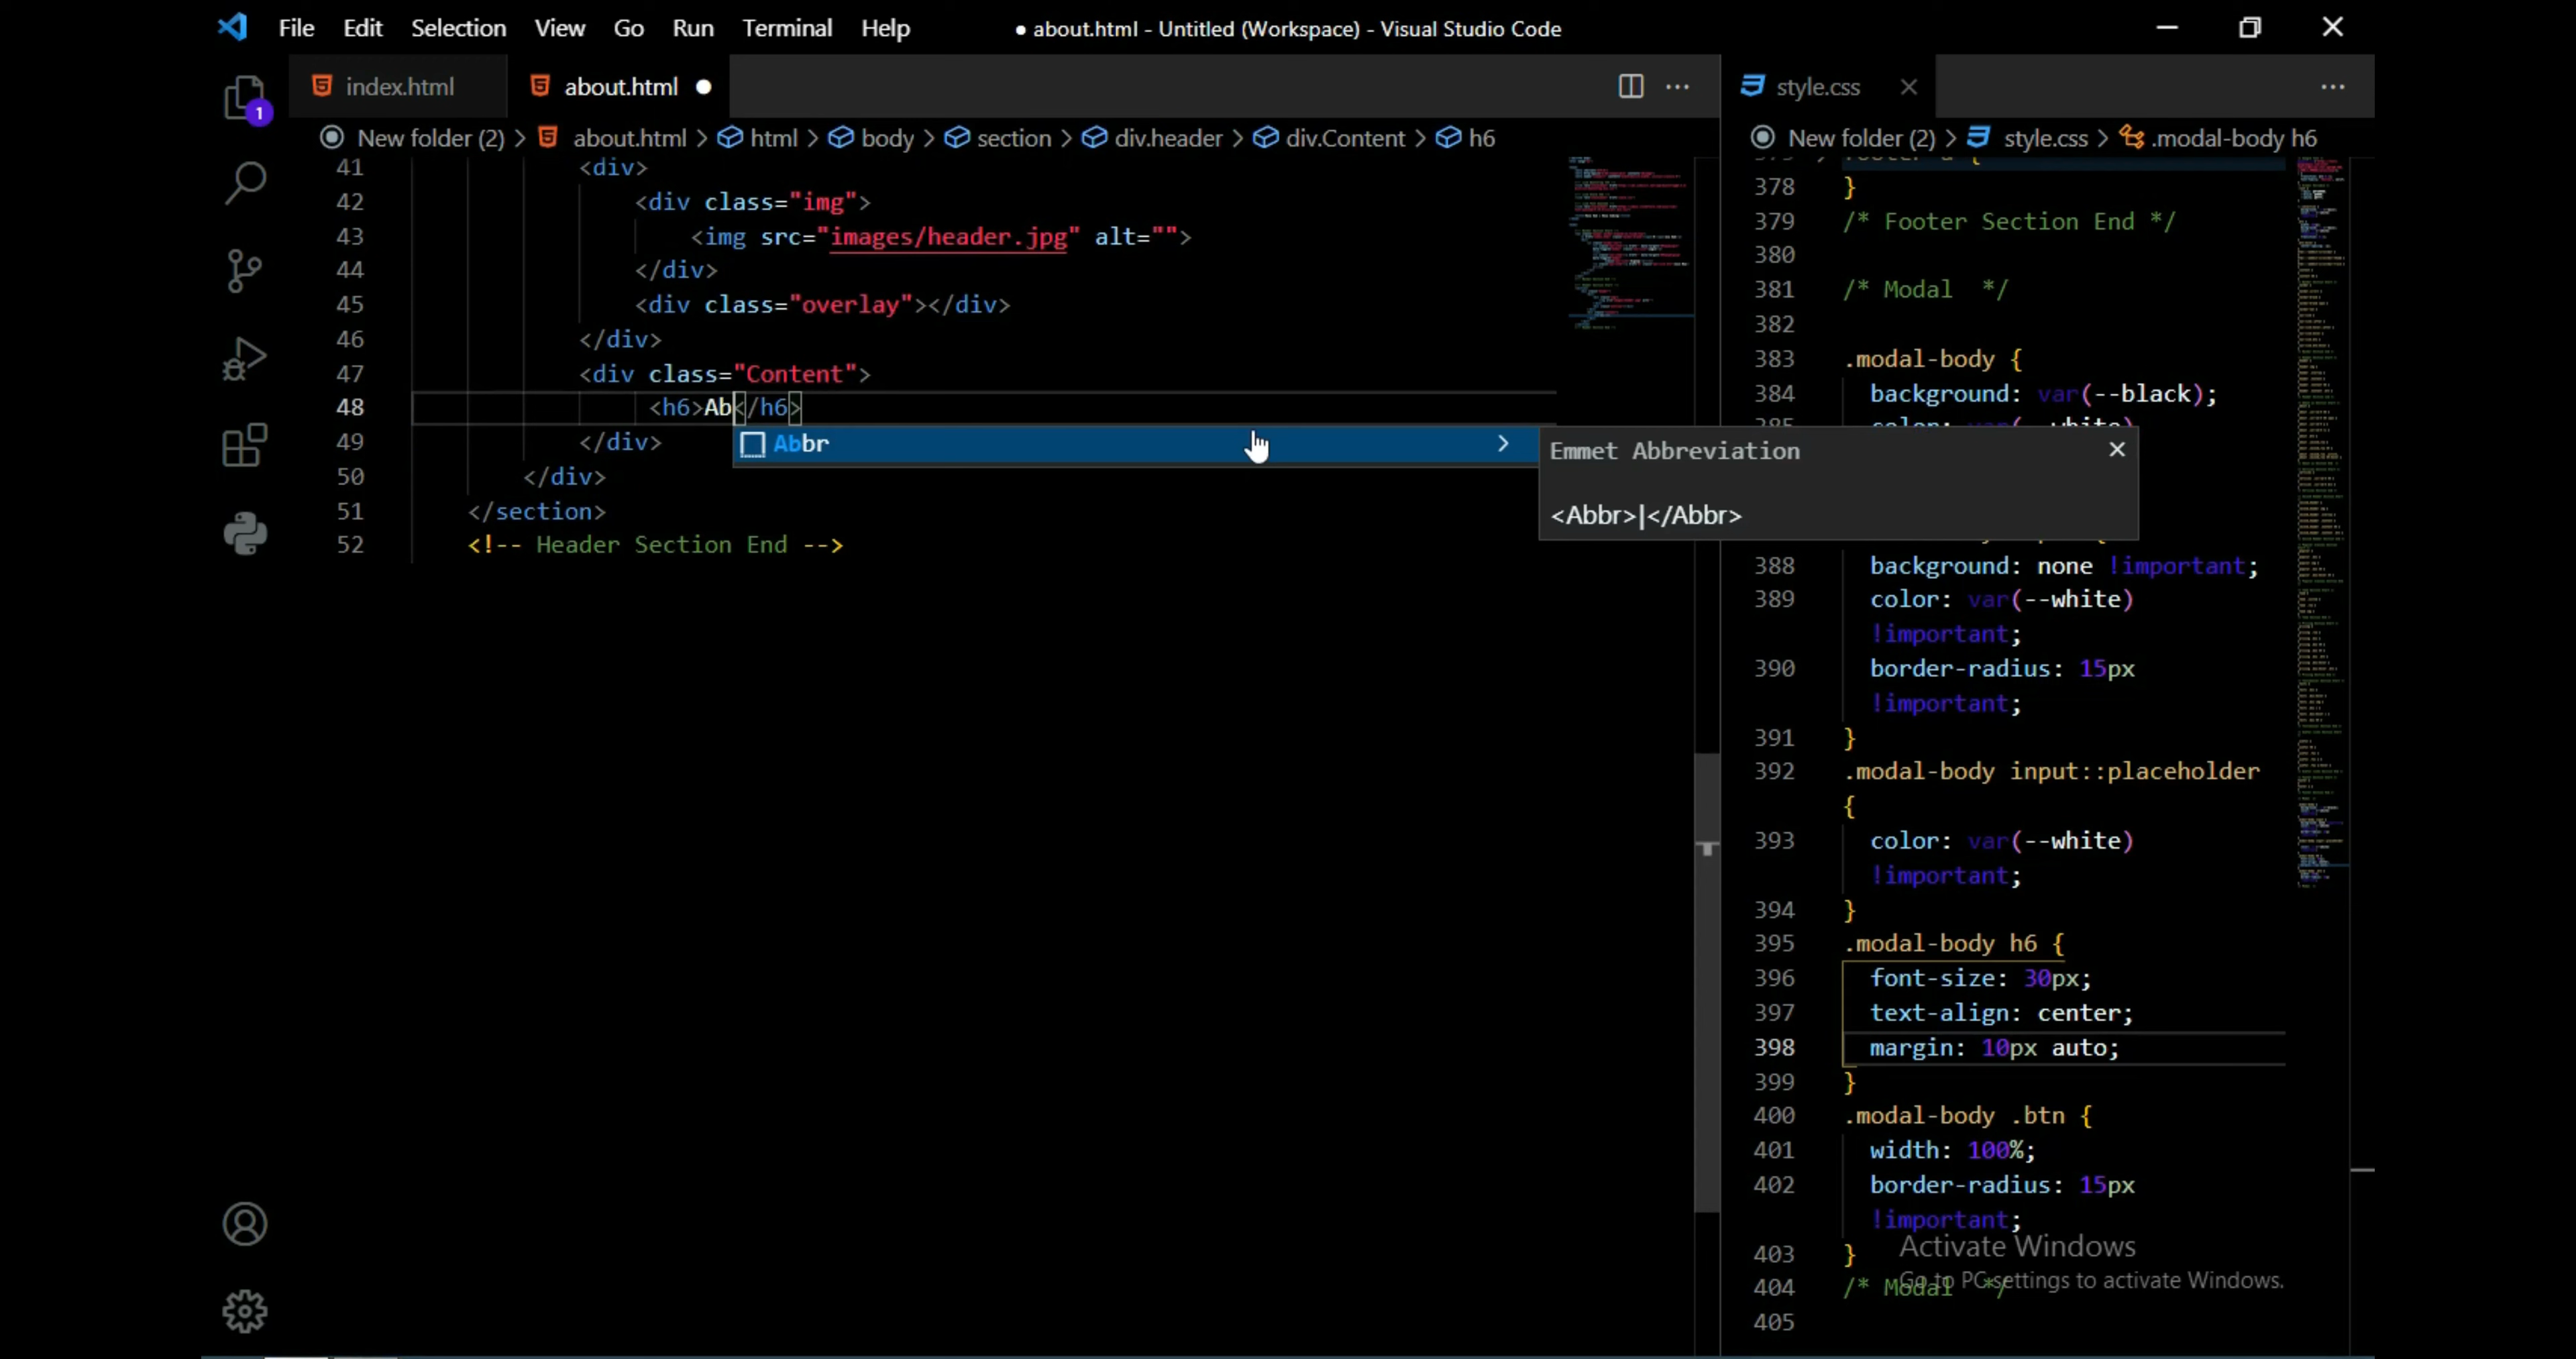 File Edit Selection View Go Run Terminal Help
● about.html - Untitled (Workspace) - Visual Studio Code
1
index.html
about.html
New folder (2) > about.html > html > body > section > div.header > div.Content > h6
41 <div>
42 <div class="img">
43 <img src="images/header.jpg" alt="">
44 </div>
45 <div class="overlay"></div>
46 </div>
47 <div class="Content">
48 <h6>Ab</h6>
49 </div>
50 </div>
51 </section>
52 <!-- Header Section End -->
Abbr
Emmet Abbreviation
<Abbr>|</Abbr>
style.css
New folder (2) > style.css > .modal-body h6
378 }
379 /* Footer Section End */
380
381 /* Modal */
382
383 .modal-body {
384 background: var(--black);
388 background: none !important;
389 color: var(--white)
!important;
390 border-radius: 15px
!important;
391 }
392 .modal-body input::placeholder
{
393 color: var(--white)
!important;
394 }
395 .modal-body h6 {
396 font-size: 30px;
397 text-align: center;
398 margin: 10px auto;
399 }
400 .modal-body .btn {
401 width: 100%;
402 border-radius: 15px
!important;
403 }
404 /* Modal */
405
Activate Windows
Go to PC settings to activate Windows.